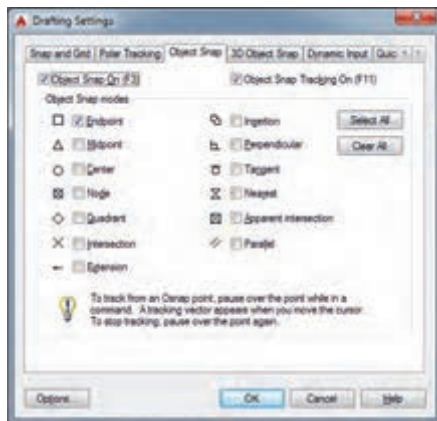 Drafting Settings
Snap and Grid Polar Tracking Object Snap 3D Object Snap Dynamic Input Quic
Object Snap On (F3) Object Snap Tracking On (F11)
Object Snap modes
Endpoint Insertion Select All
Midpoint Perpendicular Clear All
Center Tangent
Node Nearest
Quadrant Apparent intersection
Intersection Parallel
Extension
To track from an Osnap point, pause over the point while in a
command. A tracking vector appears when you move the cursor.
To stop tracking, pause over the point again.
Options... OK Cancel Help